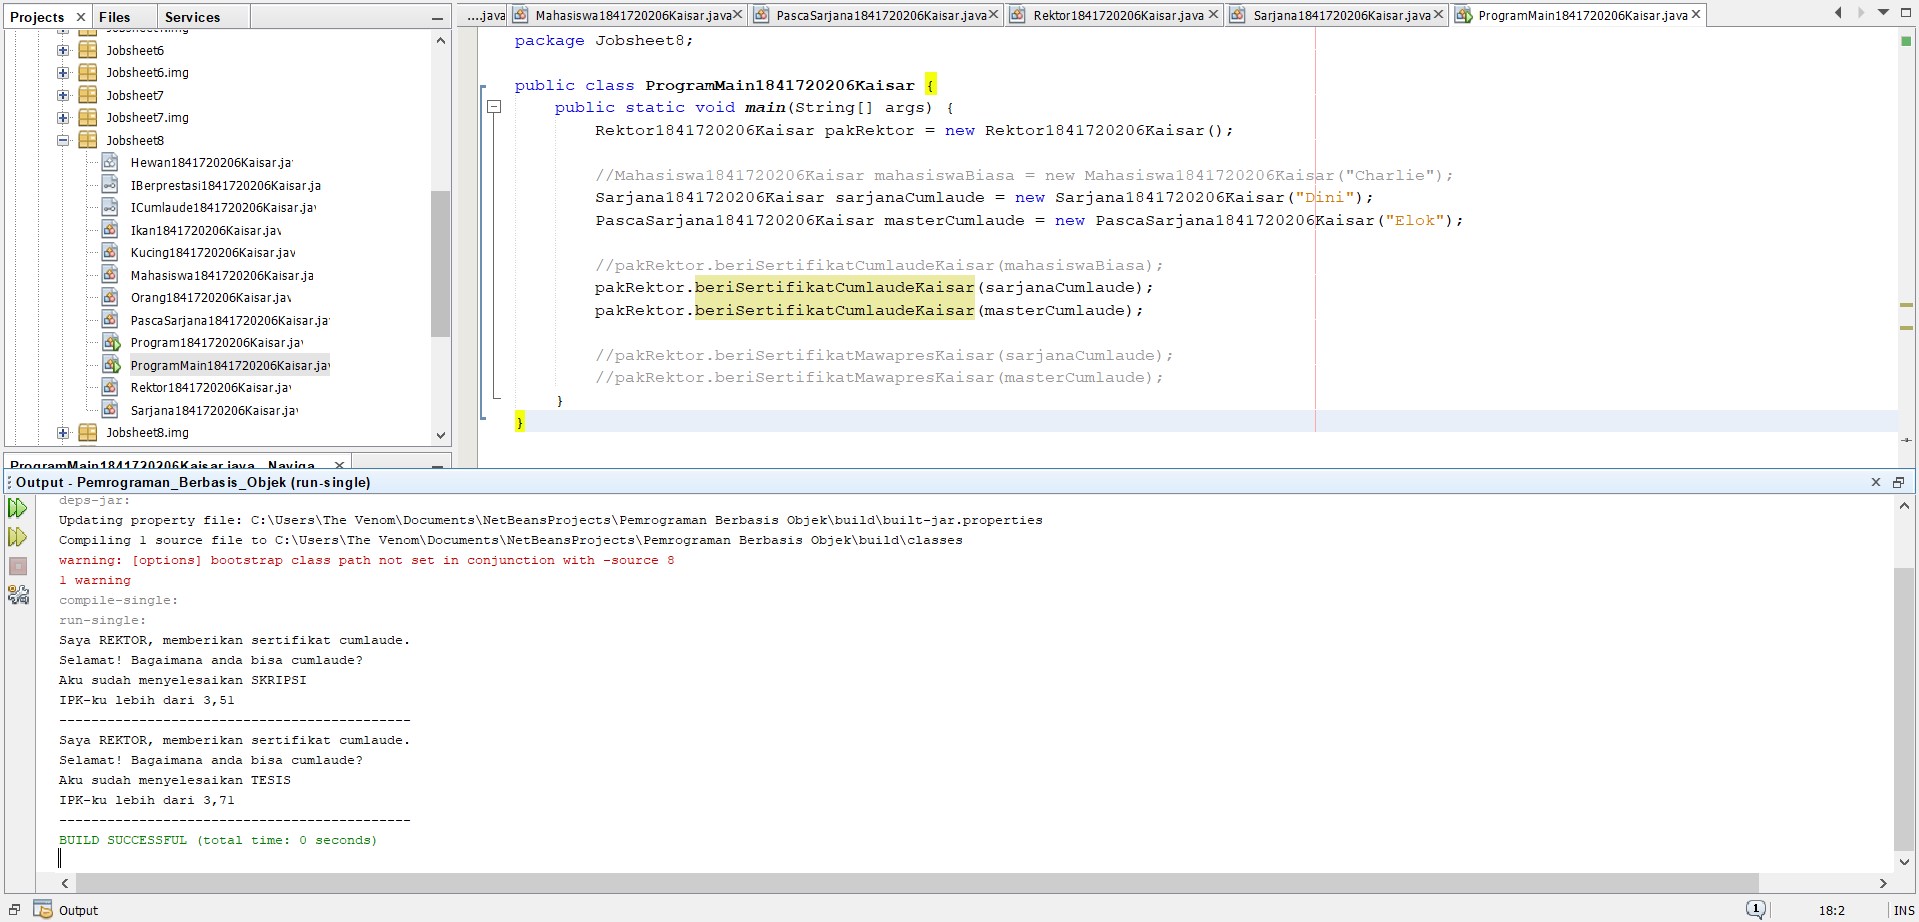 Projects
Files
Services
Jobsheet6
Jobsheet6.img
Jobsheet7
Jobsheet7.img
Jobsheet8
Hewan1841720206Kaisar.ja
IBerprestasi1841720206Kaisar.ja
ICumlaude1841720206Kaisar.jav
Ikan1841720206Kaisar.jav
Kucing1841720206Kaisar.jav
Mahasiswa1841720206Kaisar.ja
Orang1841720206Kaisar.jav
PascaSarjana1841720206Kaisar.ja
Program1841720206Kaisar.jav
ProgramMain1841720206Kaisar.jav
Rektor1841720206Kaisar.jav
Sarjana1841720206Kaisar.jav
Jobsheet8.img
ProgramMain1841720206Kaisar.java - Naviga...
....java
Mahasiswa1841720206Kaisar.java
PascaSarjana1841720206Kaisar.java
Rektor1841720206Kaisar.java
Sarjana1841720206Kaisar.java
ProgramMain1841720206Kaisar.java
package Jobsheet8;
public class ProgramMain1841720206Kaisar {
public static void main(String[] args) {
Rektor1841720206Kaisar pakRektor = new Rektor1841720206Kaisar();
//Mahasiswa1841720206Kaisar mahasiswaBiasa = new Mahasiswa1841720206Kaisar("Charlie");
Sarjana1841720206Kaisar sarjanaCumlaude = new Sarjana1841720206Kaisar("Dini");
PascaSarjana1841720206Kaisar masterCumlaude = new PascaSarjana1841720206Kaisar("Elok");
//pakRektor.beriSertifikatCumlaudeKaisar(mahasiswaBiasa);
pakRektor.beriSertifikatCumlaudeKaisar(sarjanaCumlaude);
pakRektor.beriSertifikatCumlaudeKaisar(masterCumlaude);
//pakRektor.beriSertifikatMawapresKaisar(sarjanaCumlaude);
//pakRektor.beriSertifikatMawapresKaisar(masterCumlaude);
}
}
Output - Pemrograman_Berbasis_Objek (run-single)
deps-jar:
Updating property file: C:\Users\The Venom\Documents\NetBeansProjects\Pemrograman Berbasis Objek\build\built-jar.properties
Compiling 1 source file to C:\Users\The Venom\Documents\NetBeansProjects\Pemrograman Berbasis Objek\build\classes
warning: [options] bootstrap class path not set in conjunction with -source 8
1 warning
compile-single:
run-single:
Saya REKTOR, memberikan sertifikat cumlaude.
Selamat! Bagaimana anda bisa cumlaude?
Aku sudah menyelesaikan SKRIPSI
IPK-ku lebih dari 3,51
--------------------------------------------
Saya REKTOR, memberikan sertifikat cumlaude.
Selamat! Bagaimana anda bisa cumlaude?
Aku sudah menyelesaikan TESIS
IPK-ku lebih dari 3,71
--------------------------------------------
BUILD SUCCESSFUL (total time: 0 seconds)
Output
1
18:2
INS